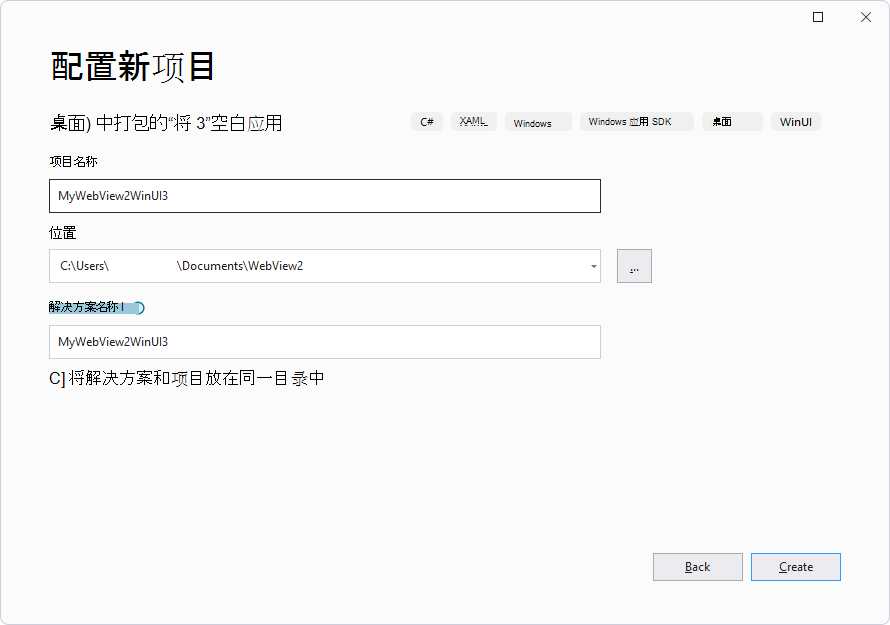 配置新项目
桌面) 中打包的“将 3”空白应用 C# XAML Windows Windows 应用 SDK 桌面 WinUI
项目名称
MyWebView2WinUI3
位置
C:\Users\ \Documents\WebView2 ...
解决方案名称 I
MyWebView2WinUI3
C] 将解决方案和项目放在同一目录中
Back Create